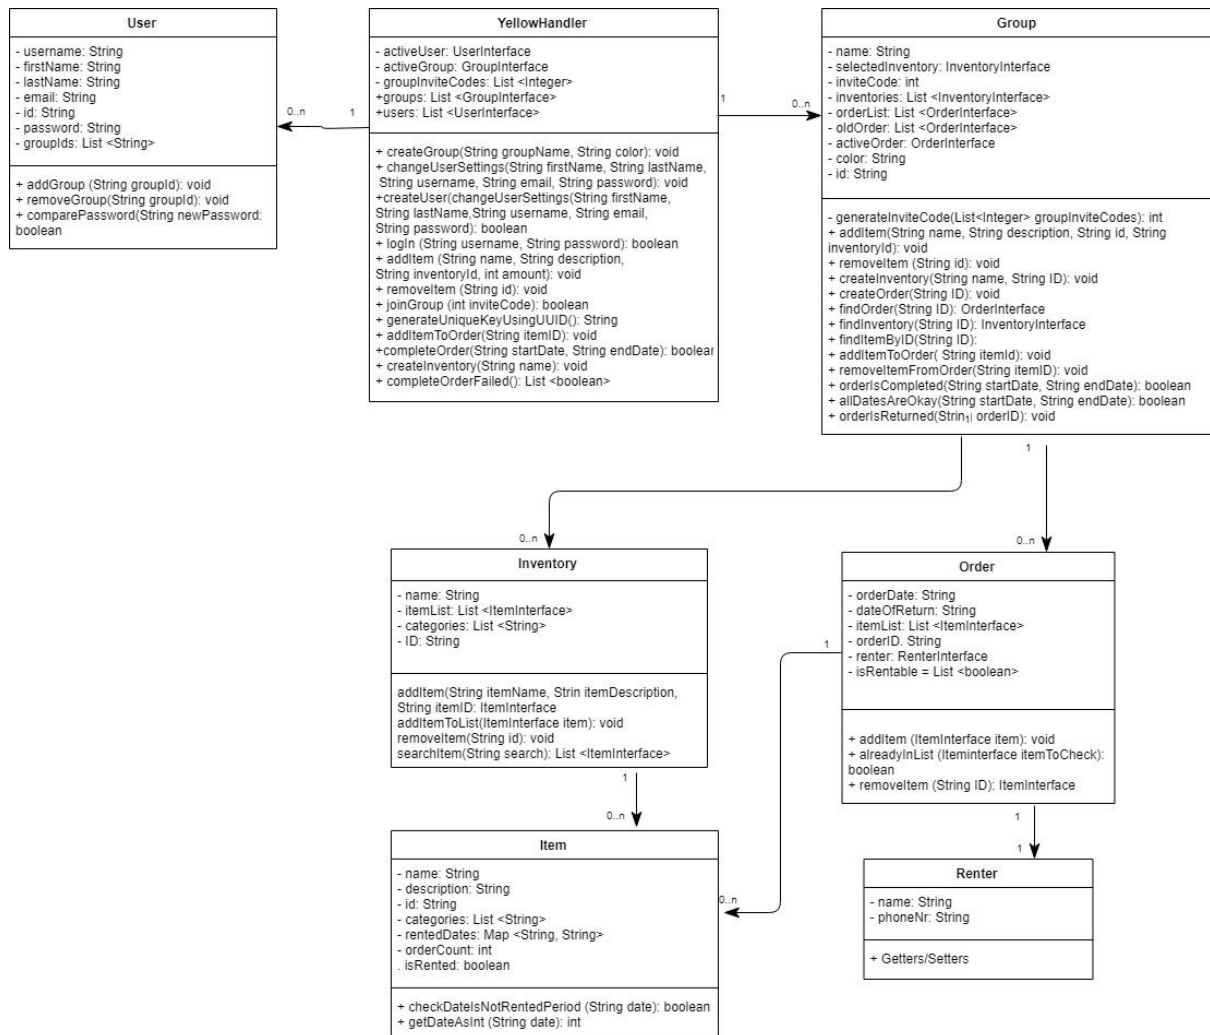 User
- username: String
- firstName: String
- lastName: String
- email: String
- id: String
- password: String
- groupIds: List <String>
+ addGroup (String groupId): void
+ removeGroup(String groupId): void
+ comparePassword(String newPassword:
boolean
0..n
1
YellowHandler
- activeUser: UserInterface
- activeGroup: GroupInterface
- groupInviteCodes: List <Integer>
+groups: List <GroupInterface>
+users: List <UserInterface>
+ createGroup(String groupName, String color): void
+ changeUserSettings(String firstName, String lastName,
String username, String email, String password): void
+createUser(changeUserSettings(String firstName,
String lastName,String username, String email,
String password): boolean
+ logIn (String username, String password): boolean
+ addItem (String name, String description,
String inventoryId, int amount): void
+ removeItem (String id): void
+ joinGroup (int inviteCode): boolean
+ generateUniqueKeyUsingUUID(): String
+ addItemToOrder(String itemID): void
+completeOrder(String startDate, String endDate): boolean
+ createInventory(String name): void
+ completeOrderFailed(): List <boolean>
1
0..n
Group
- name: String
- selectedInventory: InventoryInterface
- inviteCode: int
- inventories: List <InventoryInterface>
- orderList: List <OrderInterface>
- oldOrder: List <OrderInterface>
- activeOrder: OrderInterface
- color: String
- id: String
- generateInviteCode(List<Integer> groupInviteCodes): int
+ addItem(String name, String description, String id, String
inventoryId): void
+ removeItem (String id): void
+ createInventory(String name, String ID): void
+ createOrder(String ID): void
+ findOrder(String ID): OrderInterface
+ findInventory(String ID): InventoryInterface
+ findItemByID(String ID):
+ addItemToOrder( String itemId): void
+ removeItemFromOrder(String itemID): void
+ orderIsCompleted(String startDate, String endDate): boolean
+ allDatesAreOkay(String startDate, String endDate): boolean
+ orderIsReturned( orderID): void
1
1
0..n
0..n
Inventory
- name: String
- itemList: List <ItemInterface>
- categories: List <String>
- ID: String
addItem(String itemName, Strin itemDescription,
String itemID: ItemInterface
addItemToList(ItemInterface item): void
removeItem(String id): void
searchItem(String search): List <ItemInterface>
1
0..n
Order
- orderDate: String
- dateOfReturn: String
- itemList: List <ItemInterface>
- orderID. String
- renter: RenterInterface
- isRentable = List <boolean>
+ addItem (ItemInterface item): void
+ alreadyInList (Iteminterface itemToCheck):
boolean
+ removeItem (String ID): ItemInterface
1
0..n
1
1
Item
- name: String
- description: String
- id: String
- categories: List <String>
- rentedDates: Map <String, String>
- orderCount: int
. isRented: boolean
+ checkDateIsNotRentedPeriod (String date): boolean
+ getDateAsInt (String date): int
Renter
- name: String
- phoneNr: String
+ Getters/Setters